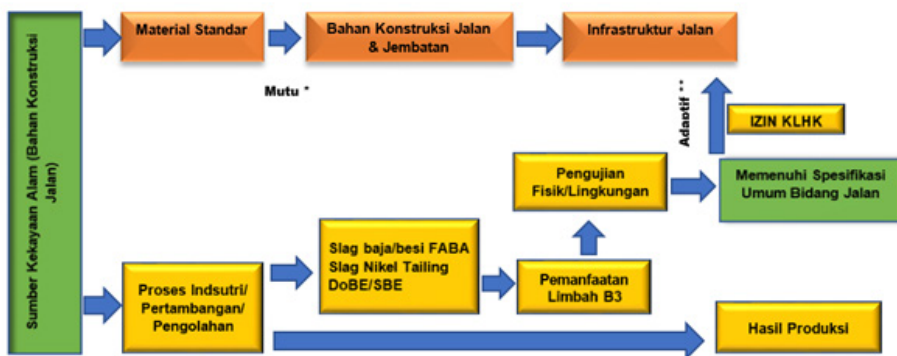 Sumber Kekayaan Alam (Bahan Konstruksi
Jalan)
Material Standar
Bahan Konstruksi Jalan
& Jembatan
Infrastruktur Jalan
Mutu *
Adaptif **
IZIN KLHK
Pengujian
Fisik/Lingkungan
Memenuhi Spesifikasi
Umum Bidang Jalan
Proses Indsutri/
Pertambangan/
Pengolahan
Slag baja/besi FABA
Slag Nikel Tailing
DoBE/SBE
Pemanfaatan
Limbah B3
Hasil Produksi